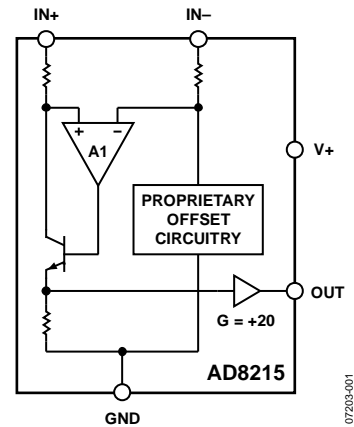 IN+
IN–
+
–
A1
V+
PROPRIETARY
OFFSET
CIRCUITRY
OUT
G = +20
AD8215
GND
07203-001